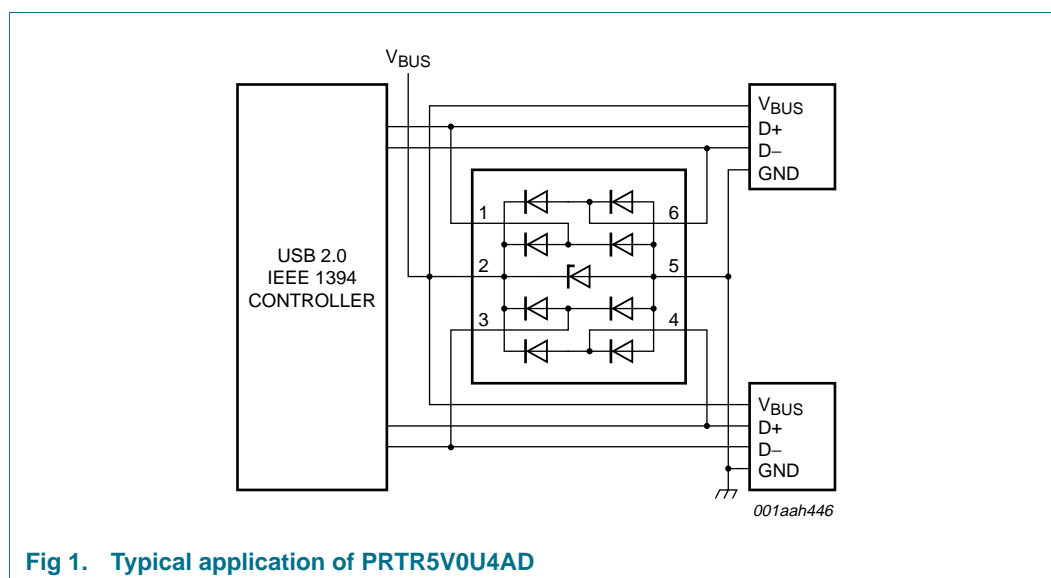 VBUS
USB 2.0
IEEE 1394
CONTROLLER
1
2
3
6
5
4
VBUS
D+
D−
GND
VBUS
D+
D−
GND
001aah446
Fig 1. Typical application of PRTR5V0U4AD